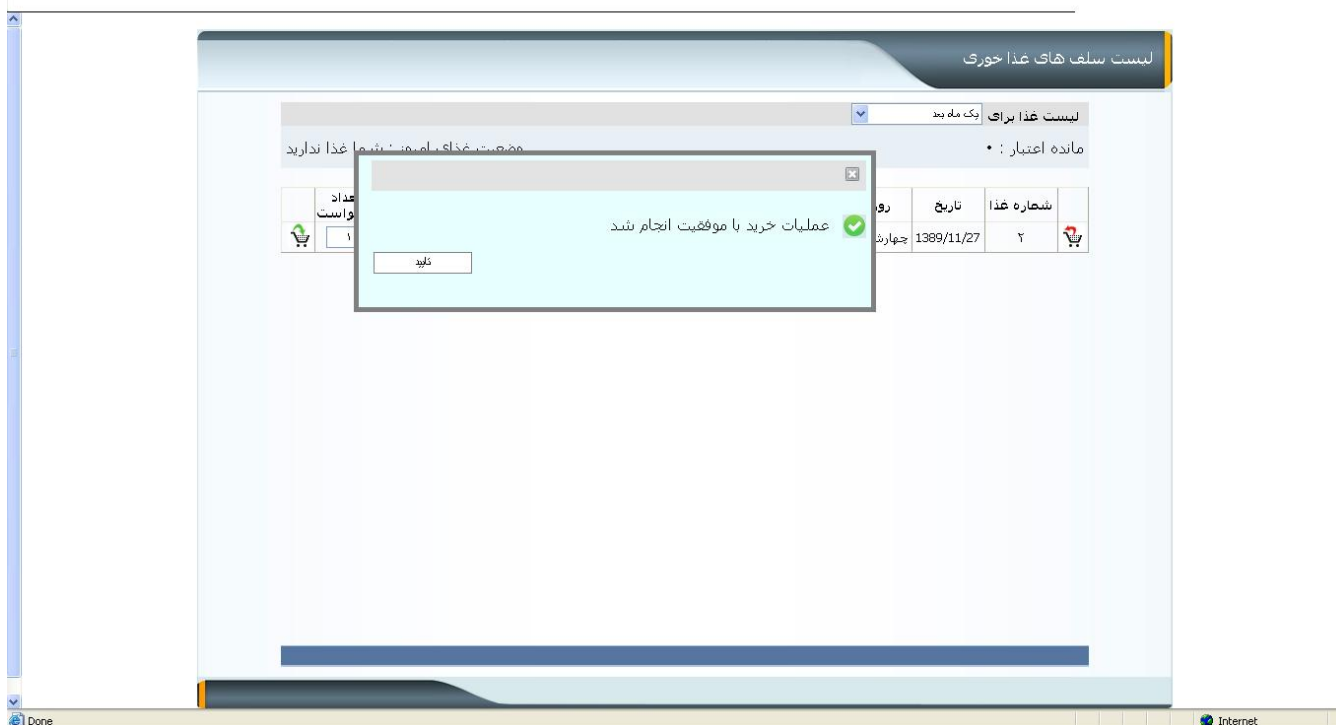 لیست سلف های غذا خوری
لیست غذا برای یک ماه بعد
مانده اعتبار : ۰
شما غذا ندارید
شماره غذا تاریخ
۲ 1389/11/27 ۱
عملیات خرید با موفقیت انجام شد
تایید
Done Internet